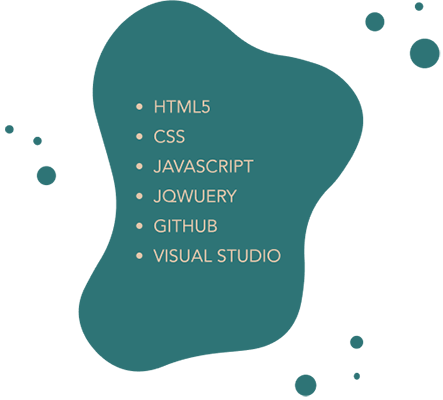 • HTML5
• CSS
• JAVASCRIPT
• JQWUERY
• GITHUB
• VISUAL STUDIO